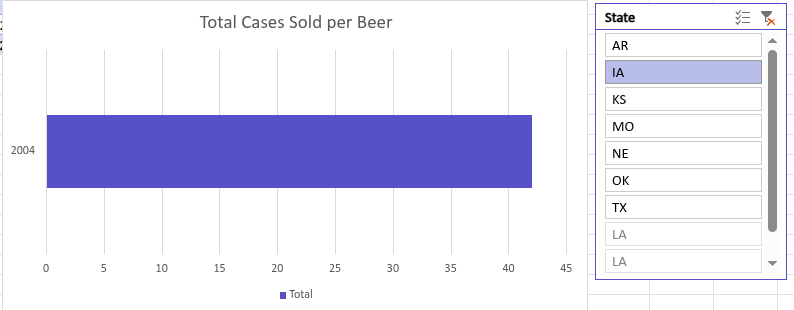 Total Cases Sold per Beer
2004
0 5 10 15 20 25 30 35 40 45
Total
State
AR
IA
KS
MO
NE
OK
TX
LA
LA